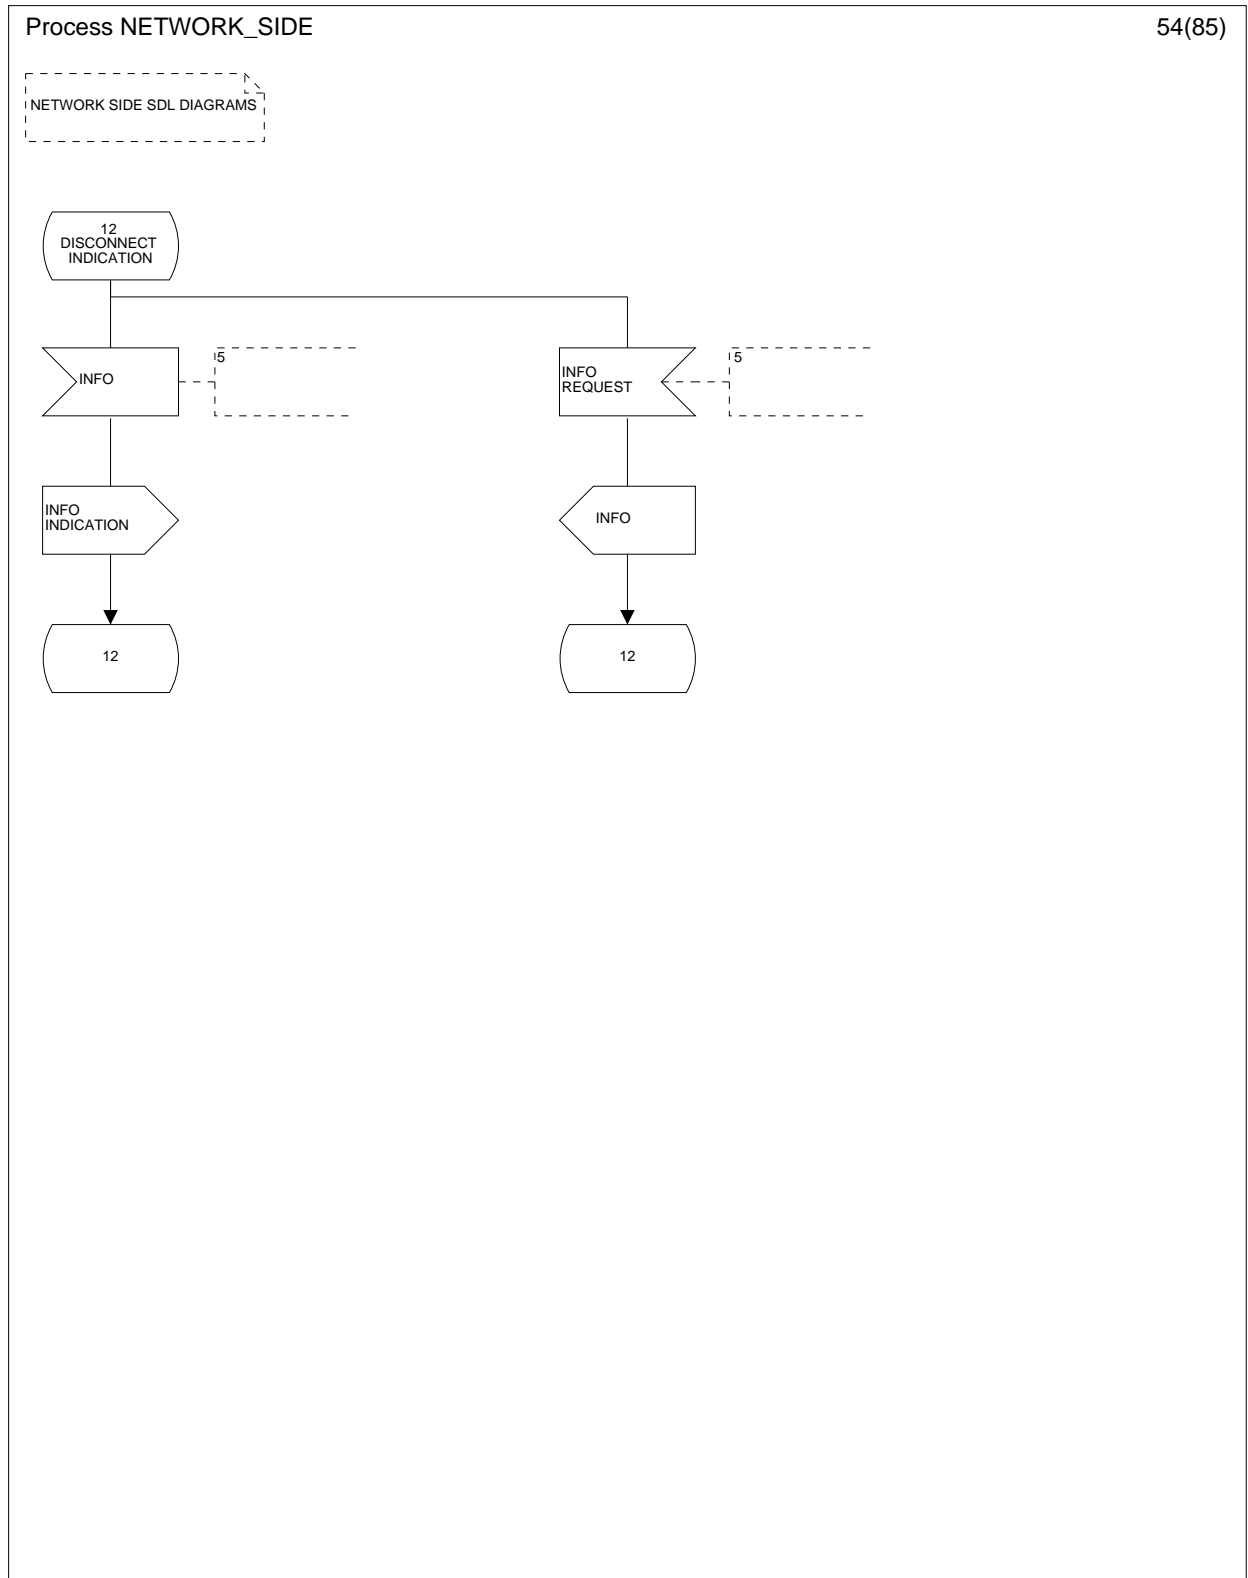 Process NETWORK_SIDE
54(85)
NETWORK SIDE SDL DIAGRAMS
12
DISCONNECT
INDICATION
INFO
5
INFO
REQUEST
5
INFO
INDICATION
INFO
12
12